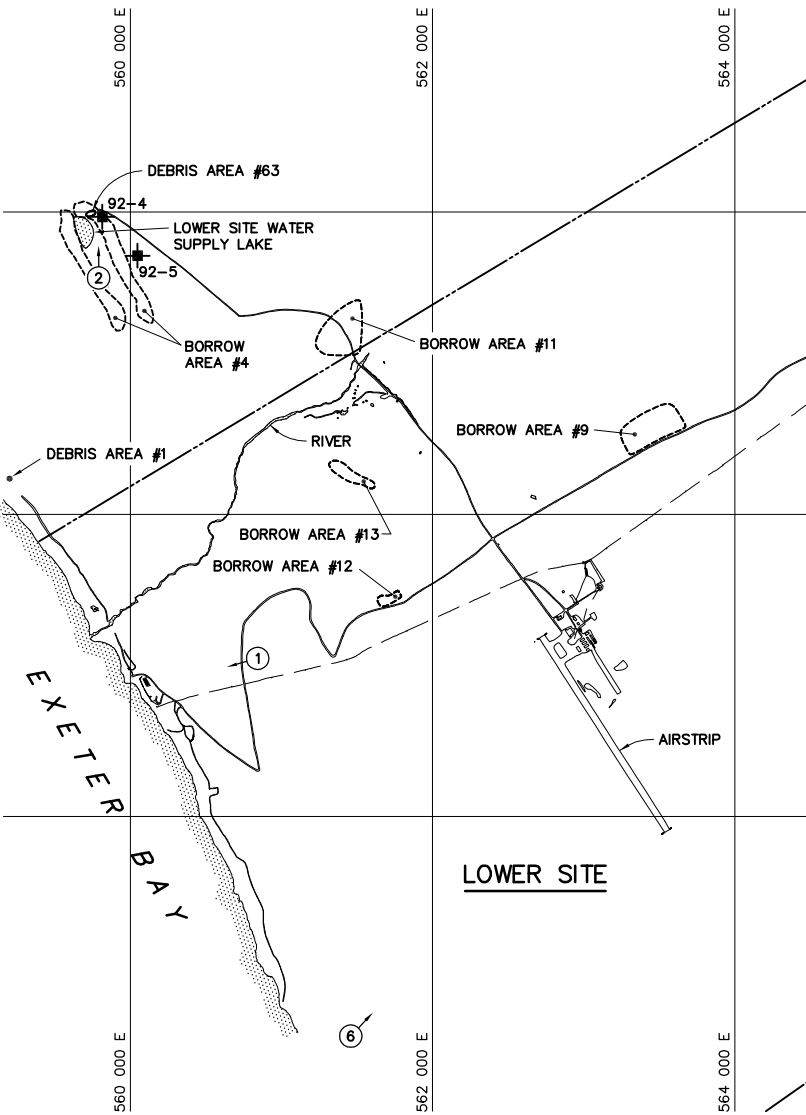 560 000 E
562 000 E
564 000 E
DEBRIS AREA #63
92-4
LOWER SITE WATER
SUPPLY LAKE
92-5
2
BORROW
AREA #4
BORROW AREA #11
BORROW AREA #9
RIVER
DEBRIS AREA #1
BORROW AREA #13
BORROW AREA #12
1
EXETER BAY
AIRSTRIP
LOWER SITE
6
560 000 E
562 000 E
564 000 E